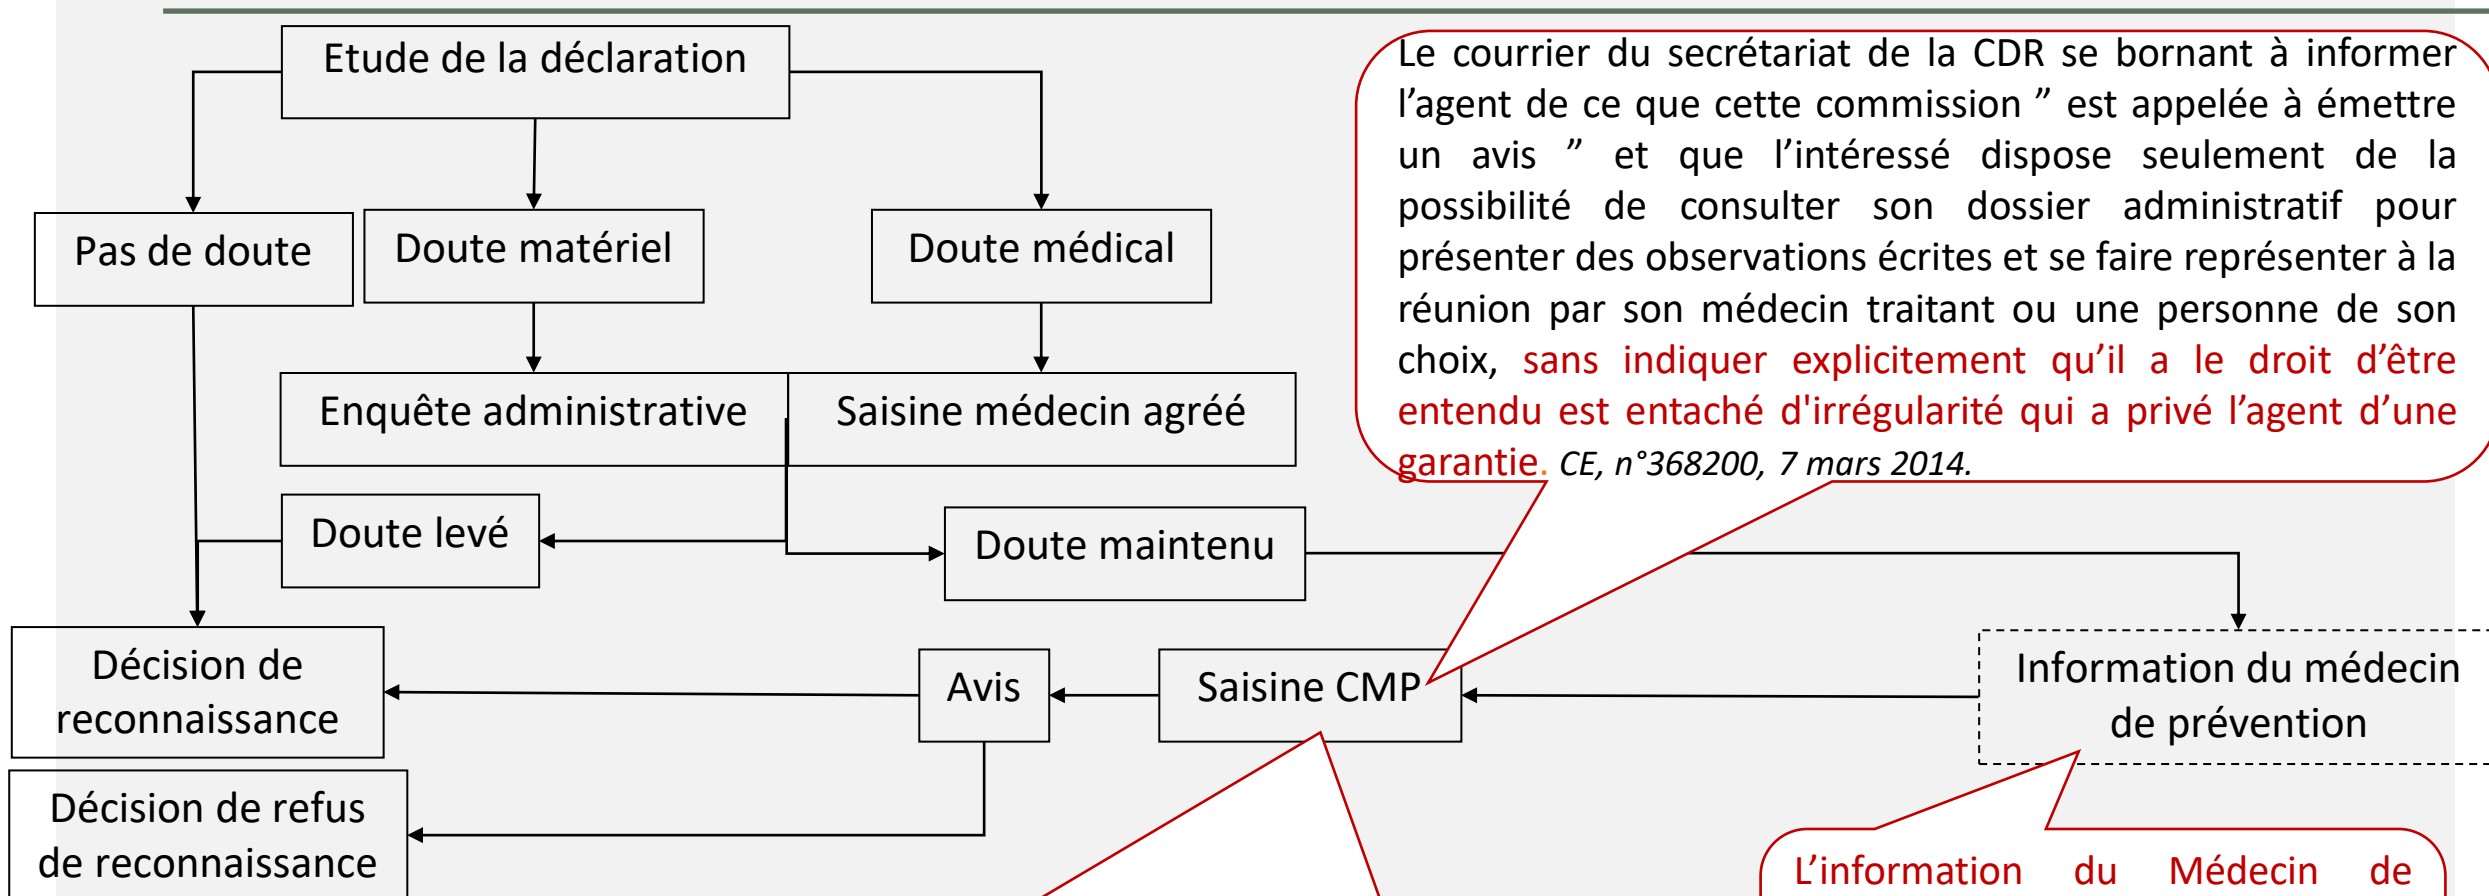 Etude de la déclaration
Le courrier du secrétariat de la CDR se bornant à informer
l’agent de ce que cette commission ” est appelée à émettre
un avis ” et que l’intéressé dispose seulement de la
possibilité de consulter son dossier administratif pour
présenter des observations écrites et se faire représenter à la
réunion par son médecin traitant ou une personne de son
choix, sans indiquer explicitement qu’il a le droit d’être
entendu est entaché d'irrégularité qui a privé l’agent d’une
garantie. CE, n°368200, 7 mars 2014.
Pas de doute
Doute matériel
Doute médical
Enquête administrative
Saisine médecin agréé
Doute levé
Doute maintenu
Décision de
reconnaissance
Avis
Saisine CMP
Information du médecin
de prévention
Décision de refus
de reconnaissance
L’information du Médecin de